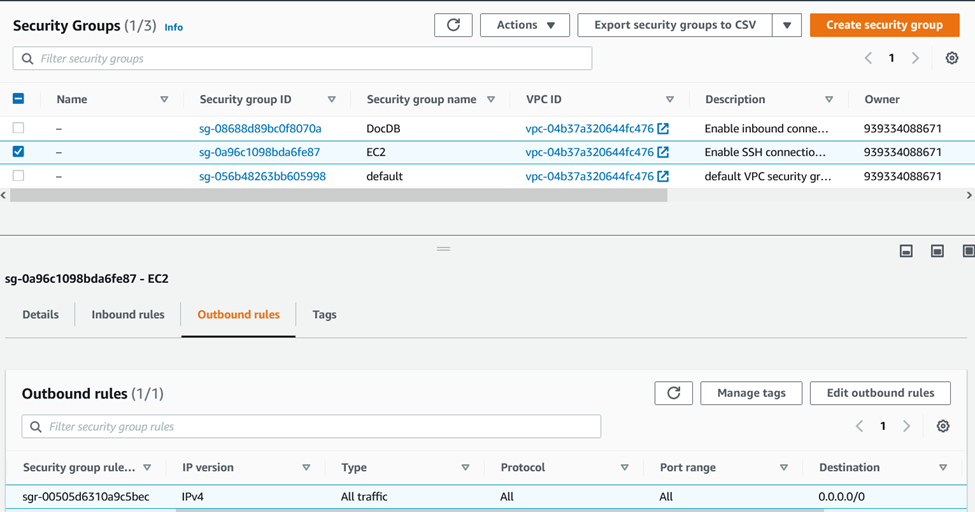 Security Groups (1/3) Info Actions Export security groups to CSV Create security group
Filter security groups 1
Name Security group ID Security group name VPC ID Description Owner
– sg-08688d89bc0f8070a DocDB vpc-04b37a320644fc476 Enable inbound conne... 939334088671
– sg-0a96c1098bda6fe87 EC2 vpc-04b37a320644fc476 Enable SSH connectio... 939334088671
– sg-056b48263bb605998 default vpc-04b37a320644fc476 default VPC security gr... 939334088671
sg-0a96c1098bda6fe87 - EC2
Details Inbound rules Outbound rules Tags
Outbound rules (1/1) Manage tags Edit outbound rules
Filter security group rules 1
Security group rule... IP version Type Protocol Port range Destination
sgr-00505d6310a9c5bec IPv4 All traffic All All 0.0.0.0/0